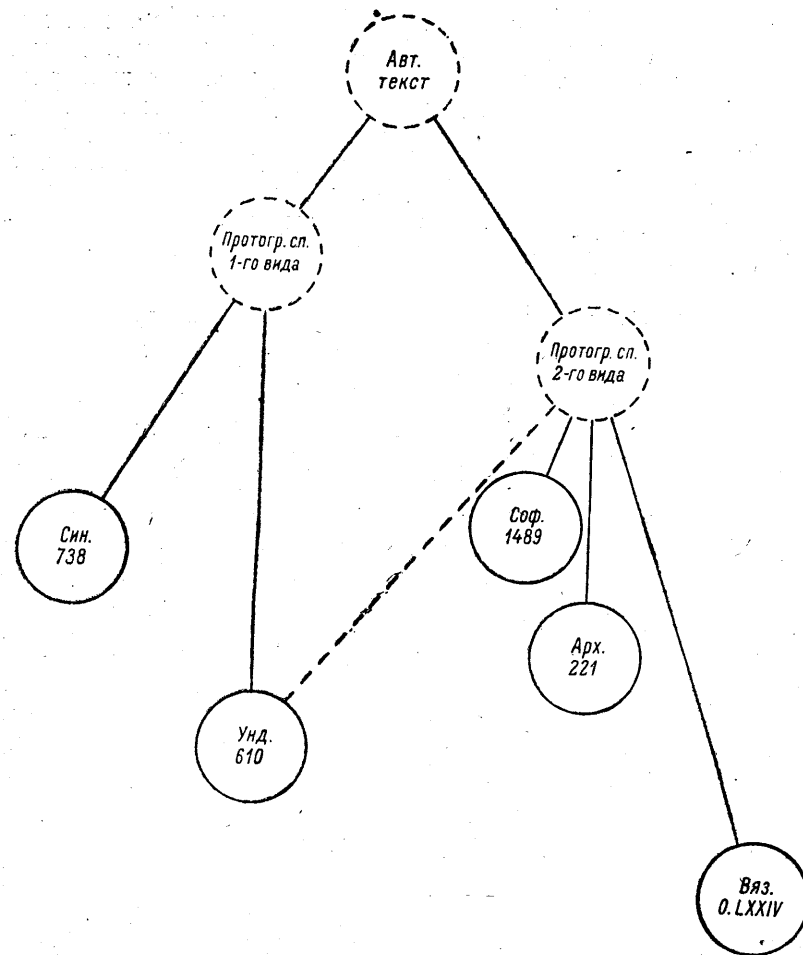 Авт.
текст
Протогр. сп.
1-го вида
Протогр. сп.
2-го вида
Соф.
1489
Син.
738
Арх.
221
Унд.
610
Вяз.
O. LXXIV